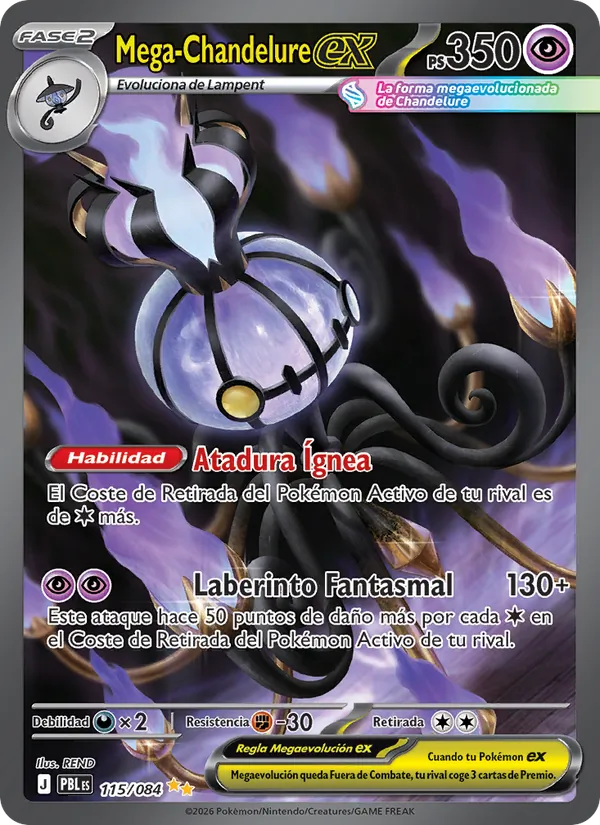 FASE 2
Mega-Chandelure ex PS 350
Evoluciona de Lampent
La forma megaevolucionada
de Chandelure
Habilidad Atadura Ígnea
El Coste de Retirada del Pokémon Activo de tu rival es
de más.
Laberinto Fantasmal 130+
Este ataque hace 50 puntos de daño más por cada en
el Coste de Retirada del Pokémon Activo de tu rival.
Debilidad ×2 Resistencia -30 Retirada
Ilus. REND
Regla Megaevolución ex Cuando tu Pokémon ex
Megaevolución queda Fuera de Combate, tu rival coge 3 cartas de Premio.
J PBL ES 115/084
©2026 Pokémon/Nintendo/Creatures/GAME FREAK